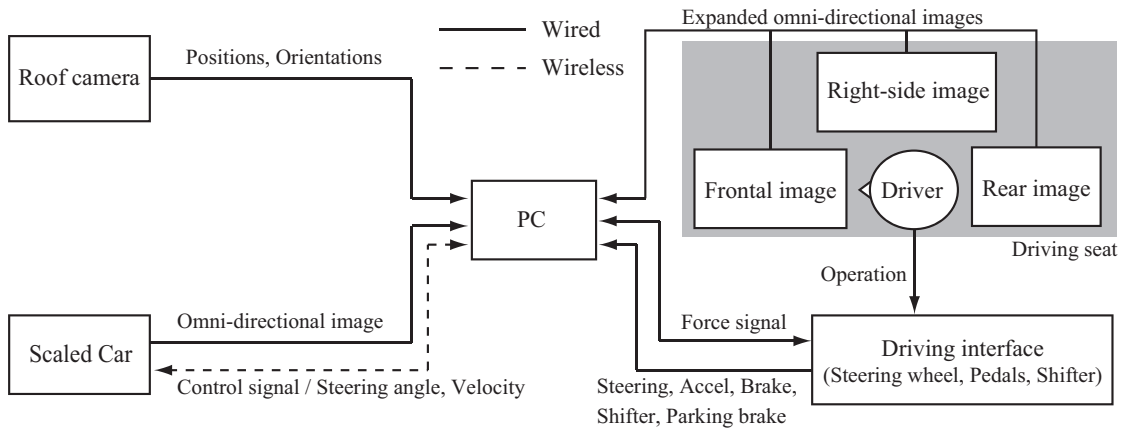 Expanded omni-directional images
Wired
Wireless
Roof camera
Positions, Orientations
Right-side image
Frontal image
Driver
Rear image
Driving seat
PC
Operation
Omni-directional image
Scaled Car
Control signal / Steering angle, Velocity
Force signal
Driving interface
(Steering wheel, Pedals, Shifter)
Steering, Accel, Brake,
Shifter, Parking brake